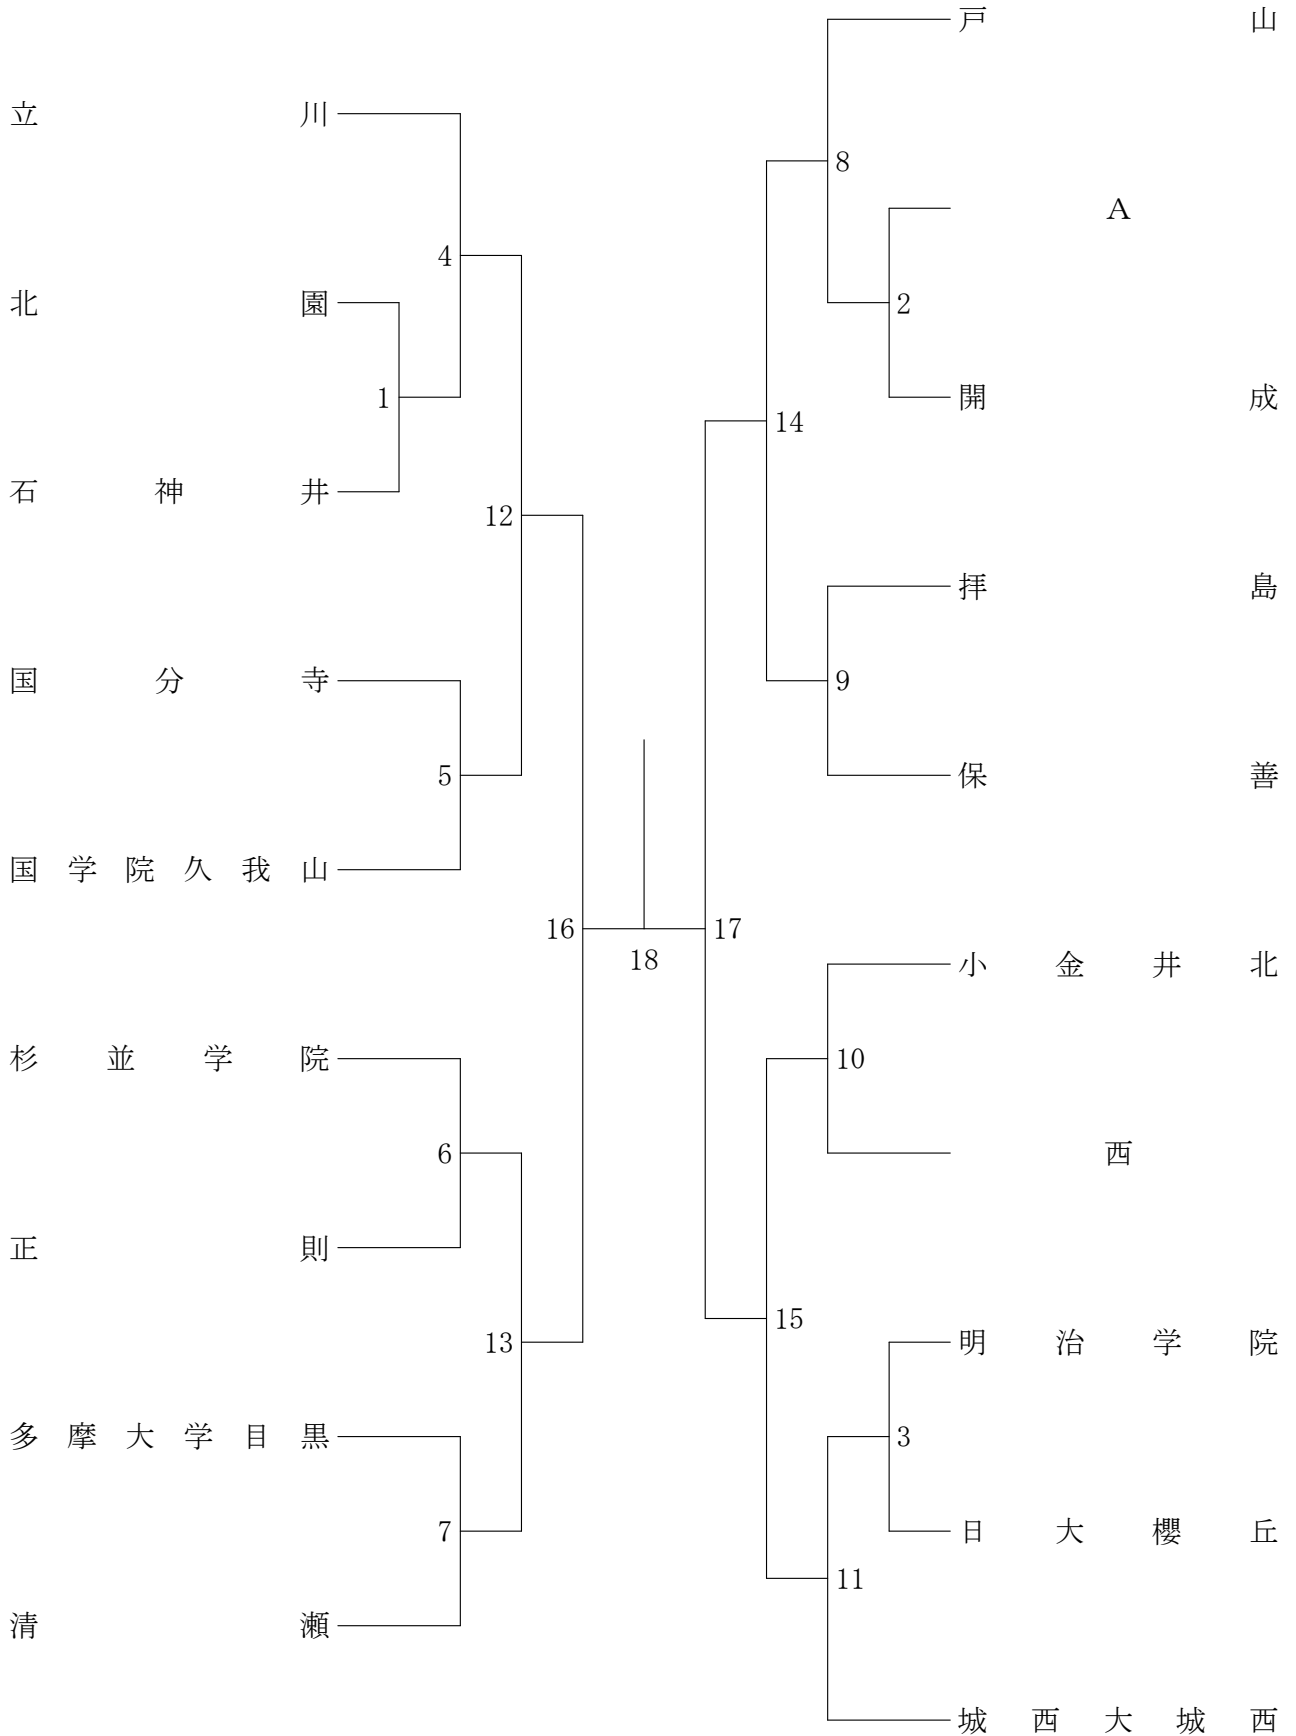 戸山
立川
8
A
4
北園
2
1
開成
14
石神井
12
拝島
国分寺
9
5
保善
国学院久我山
16
17
18
小金井北
杉並学院
10
6
西
正則
15
13
明治学院
多摩大学目黒
3
7
日大櫻丘
11
清瀬
城西大城西